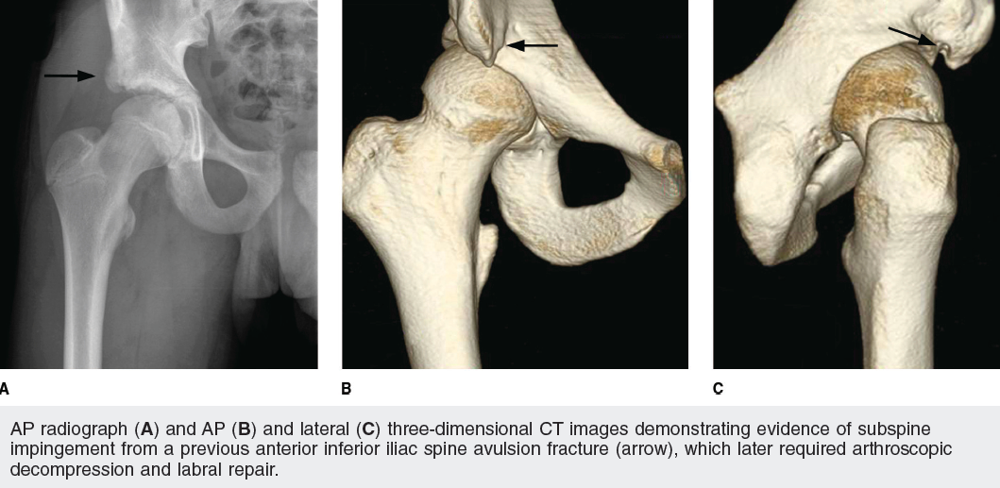 A
B
C
AP radiograph (A) and AP (B) and lateral (C) three-dimensional CT images demonstrating evidence of subspine
impingement from a previous anterior inferior iliac spine avulsion fracture (arrow), which later required arthroscopic
decompression and labral repair.